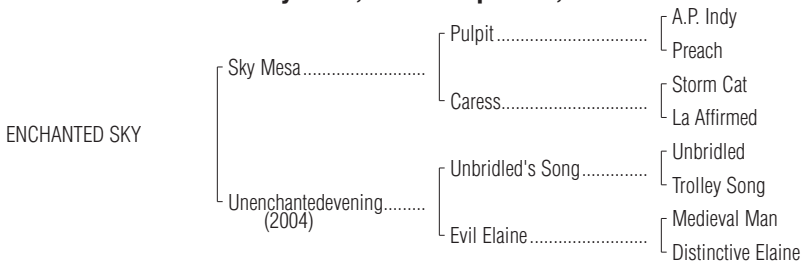 A.P. Indy
Pulpit
Preach
Sky Mesa
Storm Cat
Caress
La Affirmed
ENCHANTED SKY
Unbridled
Unbridled's Song
Trolley Song
Unenchantedevening
(2004)
Medieval Man
Evil Elaine
Distinctive Elaine